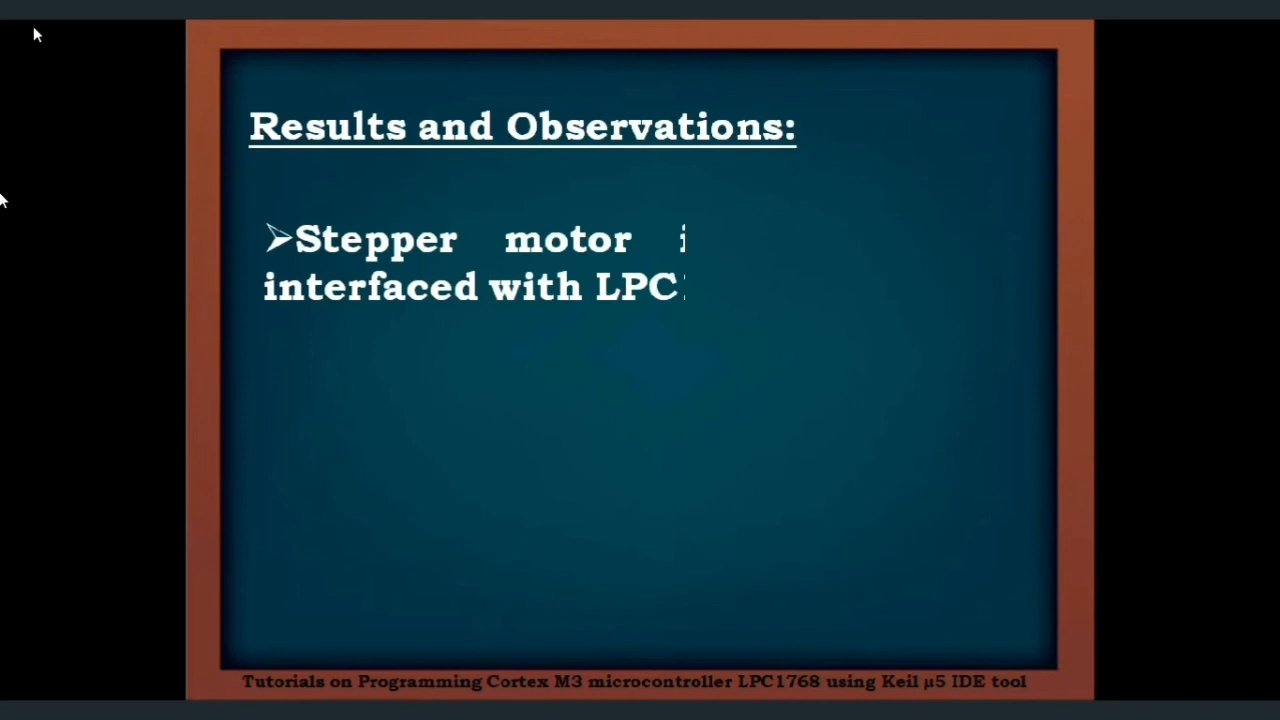 Results and Observations:
➢Stepper motor
interfaced with LPC
Tutorials on Programming Cortex M3 microcontroller LPC1768 using Keil µ5 IDE tool